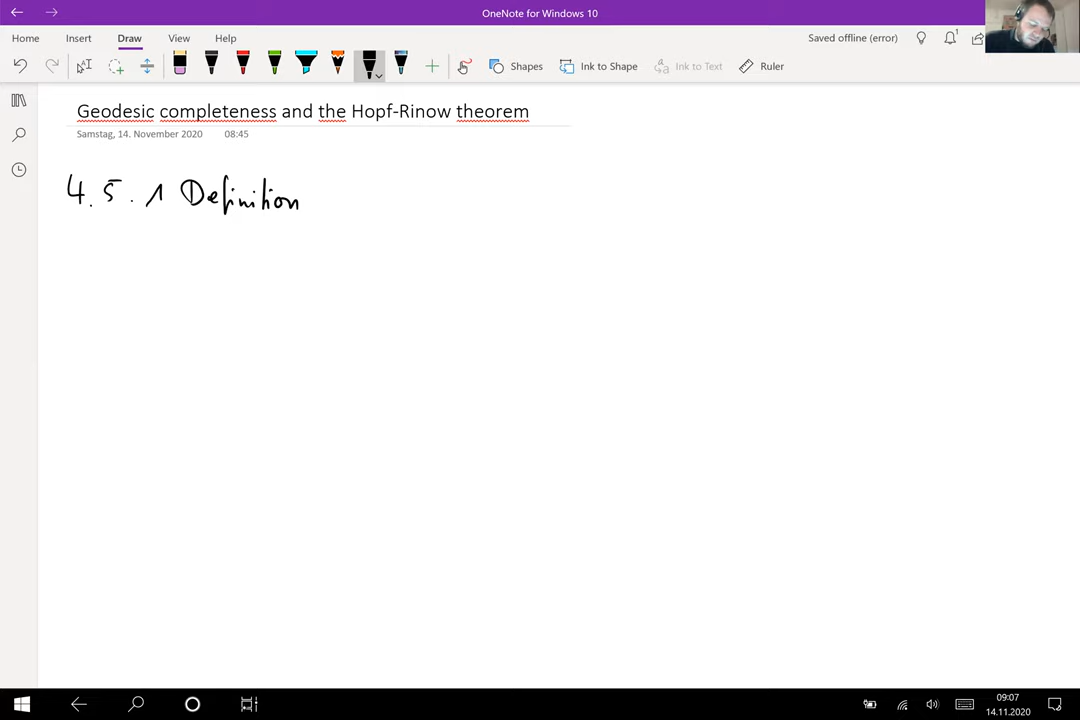 OneNote for Windows 10
Home Insert Draw View Help Saved offline (error)
Shapes Ink to Shape Ink to Text Ruler
Geodesic completeness and the Hopf-Rinow theorem
Samstag, 14. November 2020 08:45
4.5.1 Definition
09:07
14.11.2020